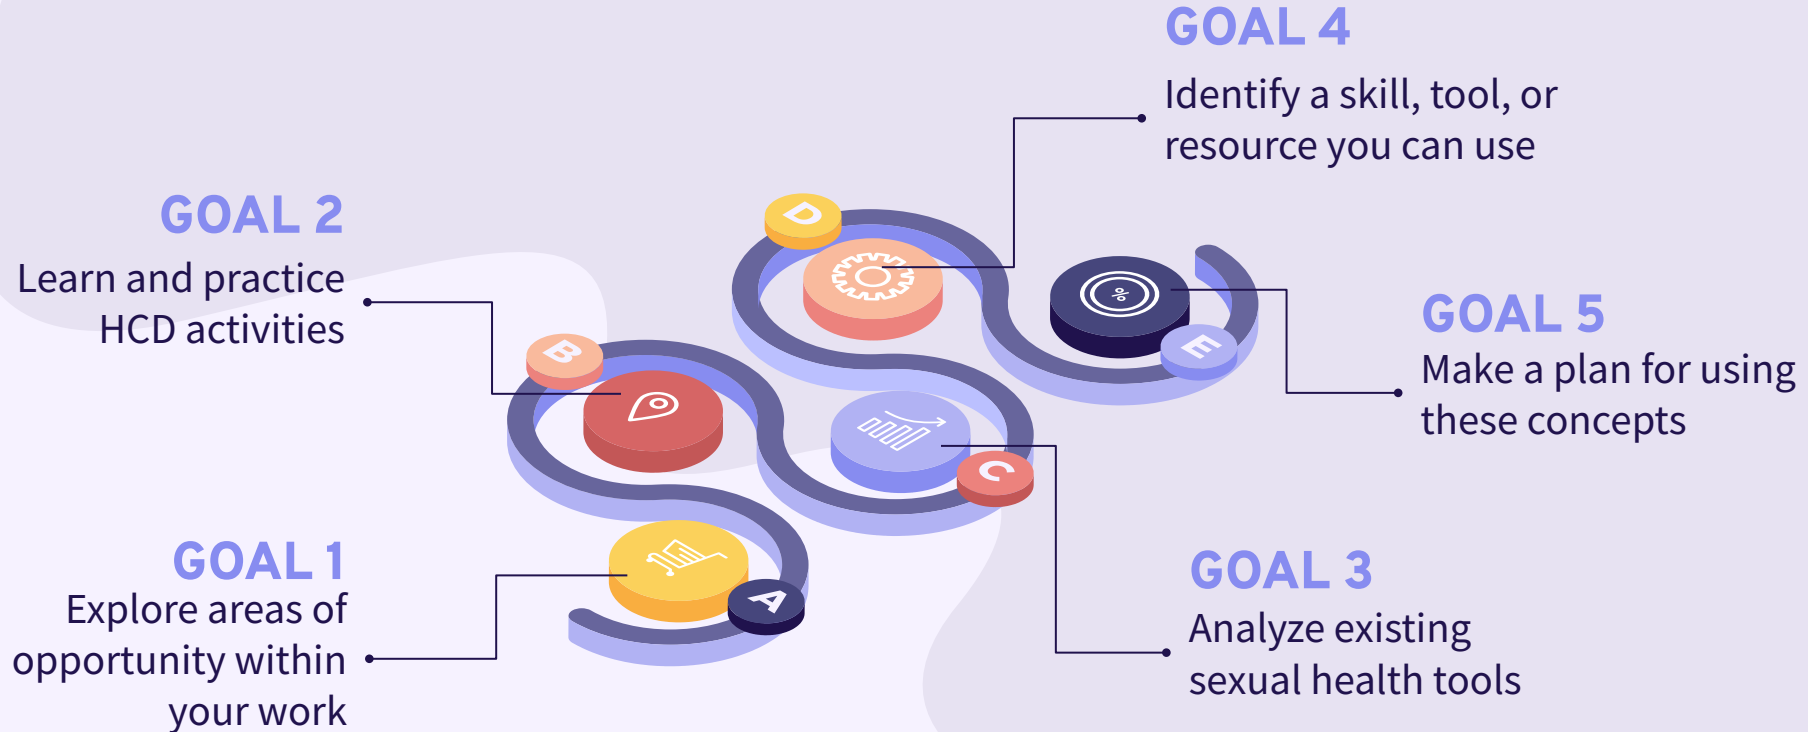 GOAL 1
Explore areas of
opportunity within
your work
A
GOAL 2
Learn and practice
HCD activities
B
GOAL 3
Analyze existing
sexual health tools
C
GOAL 4
Identify a skill, tool, or
resource you can use
D
GOAL 5
Make a plan for using
these concepts
E
%